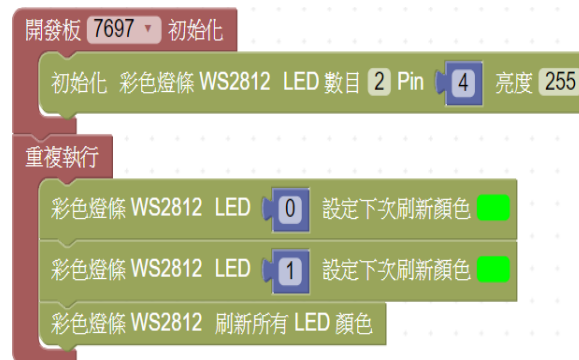 開發板 7697 初始化
初始化 彩色燈條 WS2812 LED 數目 2 Pin 4 亮度 255
重複執行
彩色燈條 WS2812 LED 0 設定下次刷新顏色
彩色燈條 WS2812 LED 1 設定下次刷新顏色
彩色燈條 WS2812 刷新所有 LED 顏色